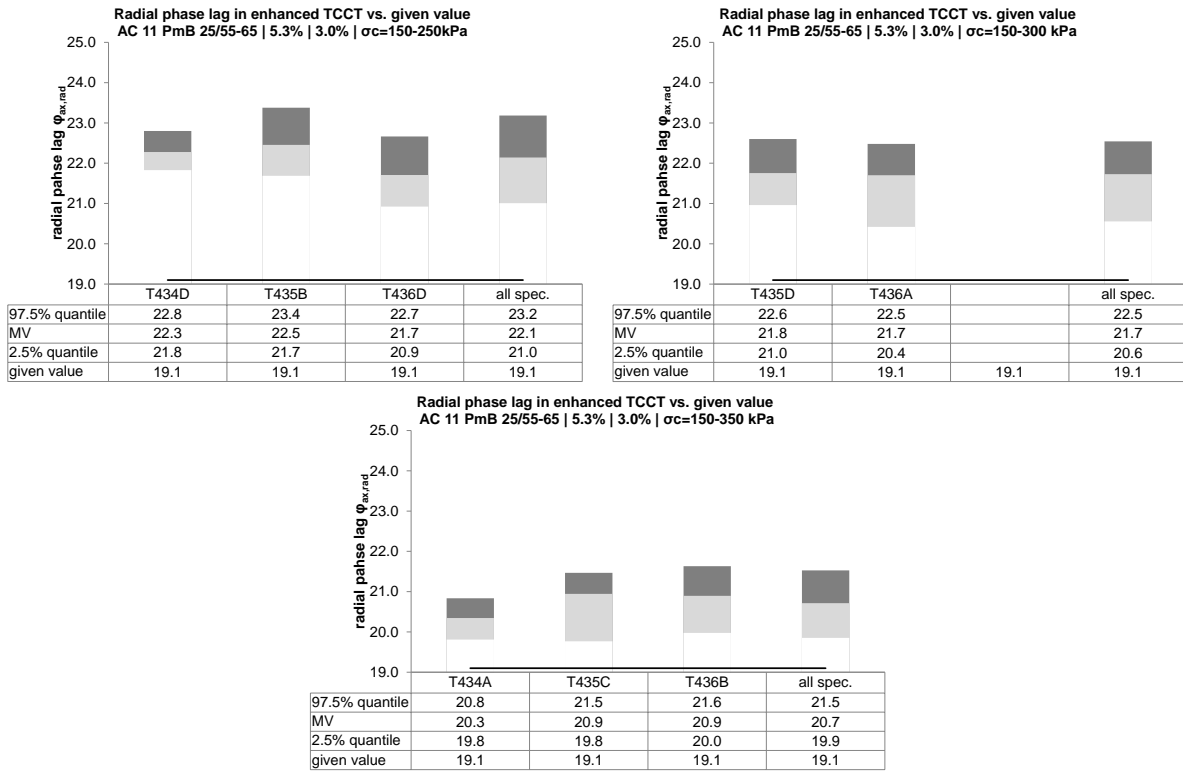 Radial phase lag in enhanced TCCT vs. given value
AC 11 PmB 25/55-65 | 5.3% | 3.0% | σc=150-250kPa
radial pahse lag φax,rad
25.0
24.0
23.0
22.0
21.0
20.0
19.0
T434D T435B T436D all spec.
97.5% quantile 22.8 23.4 22.7 23.2
MV 22.3 22.5 21.7 22.1
2.5% quantile 21.8 21.7 20.9 21.0
given value 19.1 19.1 19.1 19.1
Radial phase lag in enhanced TCCT vs. given value
AC 11 PmB 25/55-65 | 5.3% | 3.0% | σc=150-300 kPa
radial pahse lag φax,rad
25.0
24.0
23.0
22.0
21.0
20.0
19.0
T435D T436A all spec.
97.5% quantile 22.6 22.5 22.5
MV 21.8 21.7 21.7
2.5% quantile 21.0 20.4 20.6
given value 19.1 19.1 19.1 19.1
Radial phase lag in enhanced TCCT vs. given value
AC 11 PmB 25/55-65 | 5.3% | 3.0% | σc=150-350 kPa
radial pahse lag φax,rad
25.0
24.0
23.0
22.0
21.0
20.0
19.0
T434A T435C T436B all spec.
97.5% quantile 20.8 21.5 21.6 21.5
MV 20.3 20.9 20.9 20.7
2.5% quantile 19.8 19.8 20.0 19.9
given value 19.1 19.1 19.1 19.1